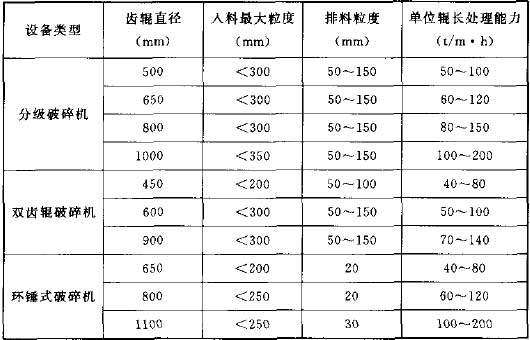 设备类型 齿辊直径 (mm) 入料最大粒度 (mm) 排料粒度 (mm) 单位辊长处理能力 (t/m·h)
分级破碎机 500 <300 50~150 50~100
650 <300 50~150 60~120
800 <300 50~150 80~150
1000 <350 50~150 100~200
双齿辊破碎机 450 <200 50~100 40~80
600 <300 50~150 50~100
900 <300 50~150 70~140
环锤式破碎机 650 <200 20 40~80
800 <250 20 60~120
1100 <250 30 100~200